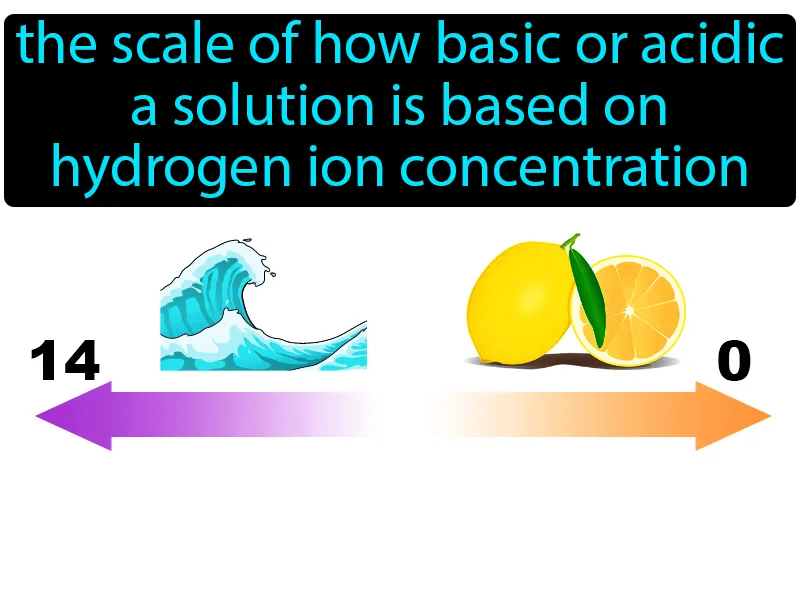 the scale of how basic or acidic
a solution is based on
hydrogen ion concentration
14 0